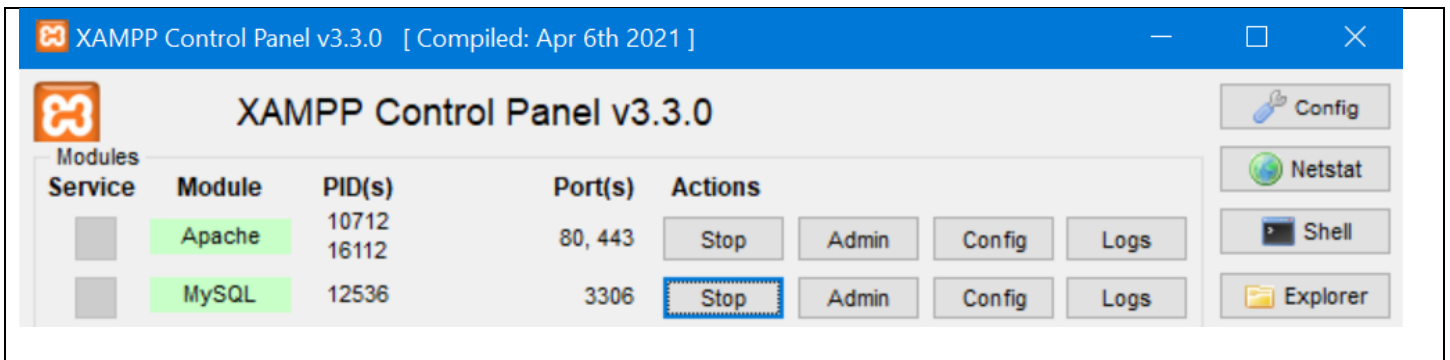 XAMPP Control Panel v3.3.0 [ Compiled: Apr 6th 2021 ]
XAMPP Control Panel v3.3.0
Config
Modules
Service Module PID(s) Port(s) Actions
Netstat
Apache 10712 16112 80, 443 Stop Admin Config Logs
Shell
MySQL 12536 3306 Stop Admin Config Logs
Explorer